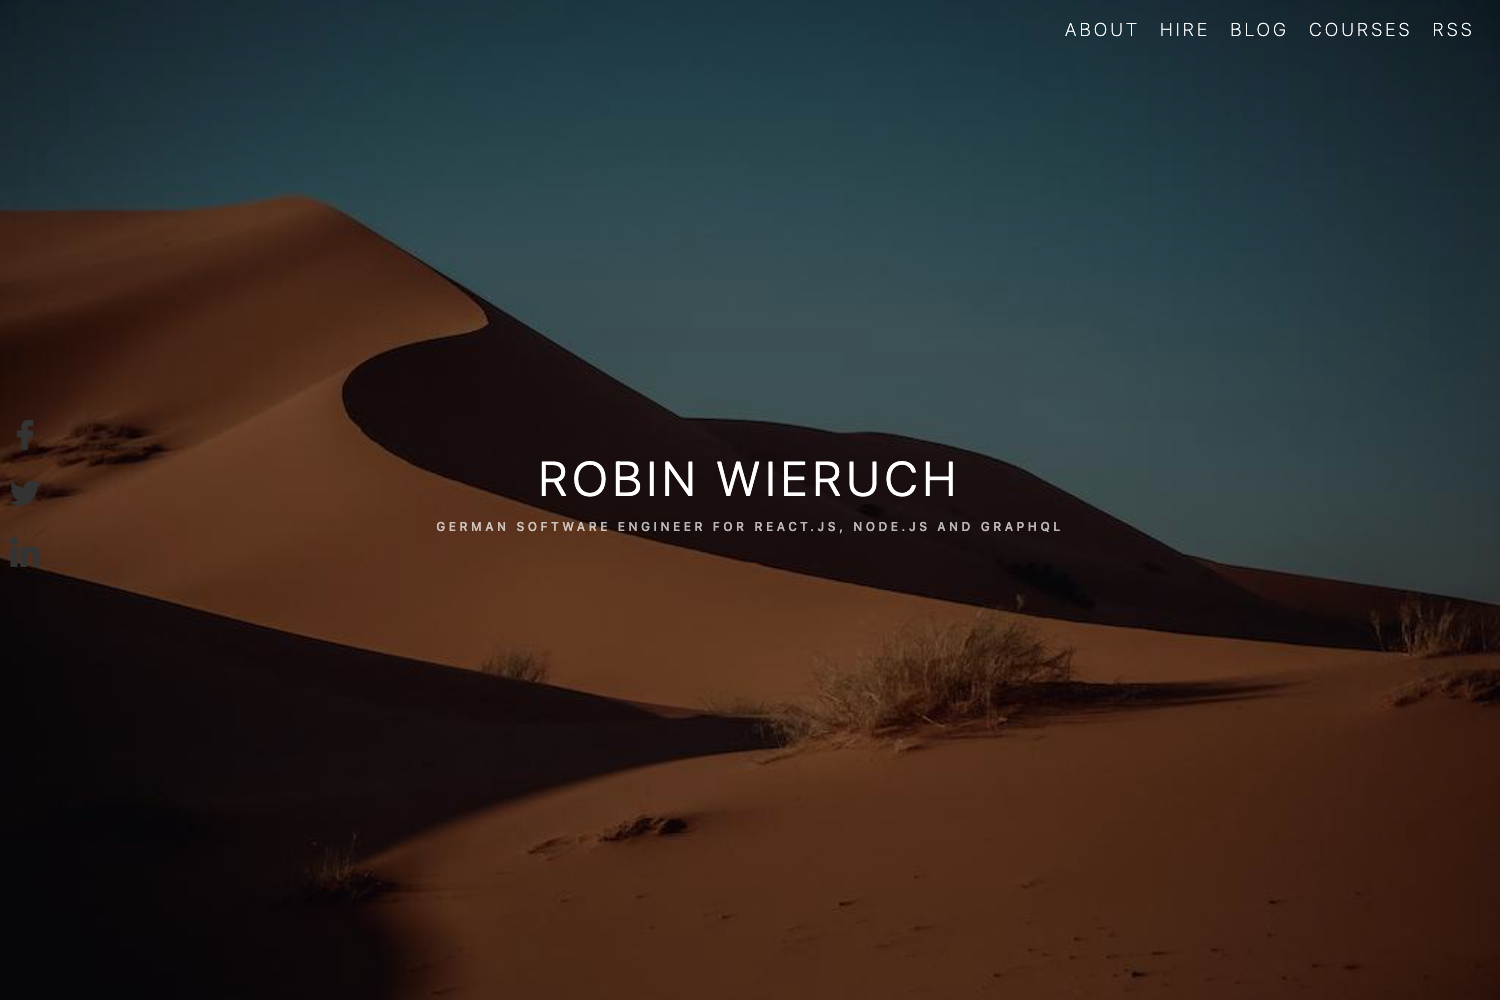 ABOUT HIRE BLOG COURSES RSS
ROBIN WIERUCH
GERMAN SOFTWARE ENGINEER FOR REACT.JS, NODE.JS AND GRAPHQL